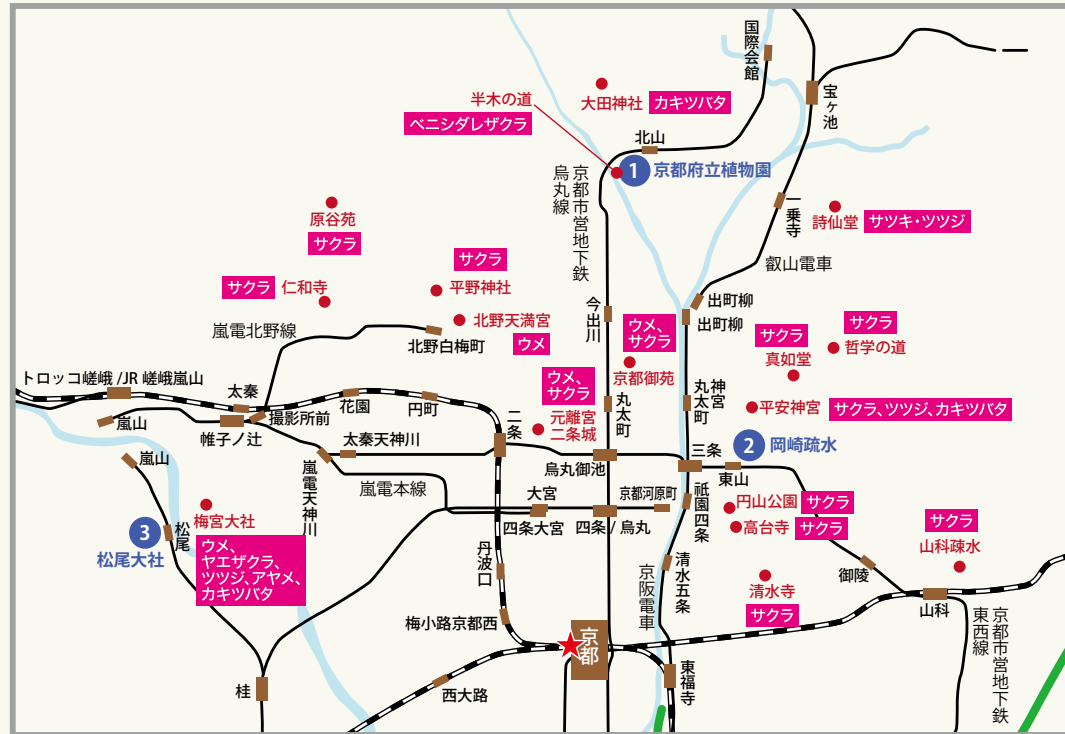 国際会館
宝ヶ池
半木の道
ベニシダレザクラ
大田神社
カキツバタ
北山
1
京都府立植物園
京都市営地下鉄
烏丸線
一乗寺
詩仙堂
サツキ・ツツジ
原谷苑
サクラ
叡山電車
サクラ
仁和寺
サクラ
平野神社
北野天満宮
ウメ
嵐電北野線
北野白梅町
今出川
出町柳
出町柳
ウメ、
サクラ
京都御苑
サクラ
真如堂
サクラ
哲学の道
トロッコ嵯峨 /JR 嵯峨嵐山
太秦
撮影所前
花園
円町
二条
ウメ、
サクラ
元離宮
二条城
丸太町
神宮
丸太町
平安神宮
サクラ、ツツジ、カキツバタ
嵐山
帷子ノ辻
太秦天神川
烏丸御池
三条
東山
2
岡崎疏水
嵐山
嵐電天神川
嵐電本線
大宮
四条大宮
四条 / 烏丸
京都河原町
祇園四条
円山公園
サクラ
高台寺
サクラ
サクラ
山科疎水
梅宮大社
ウメ、
ヤエザクラ、
ツツジ、アヤメ、
カキツバタ
3
松尾大社
松尾
丹波口
京阪電車
清水五条
清水寺
サクラ
御陵
山科
京都市営地下鉄
東西線
梅小路京都西
京都
東福寺
桂
西大路